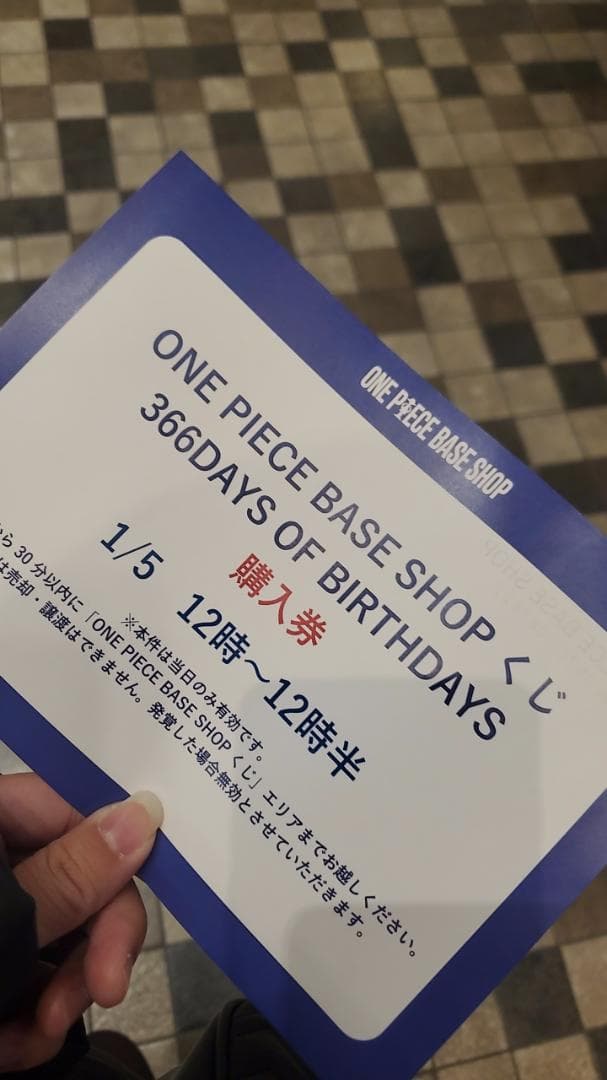 ONE PIECE BASE SHOP
ONE PIECE BASE SHOP くじ
366DAYS OF BIRTHDAYS
購入券
1/5 12時～12時半
※本件は当日のみ有効です。
ら 30 分以内に「ONE PIECE BASE SHOP くじ」エリアまでお越しください。
は売却・譲渡はできません。発覚した場合無効とさせていただきます。